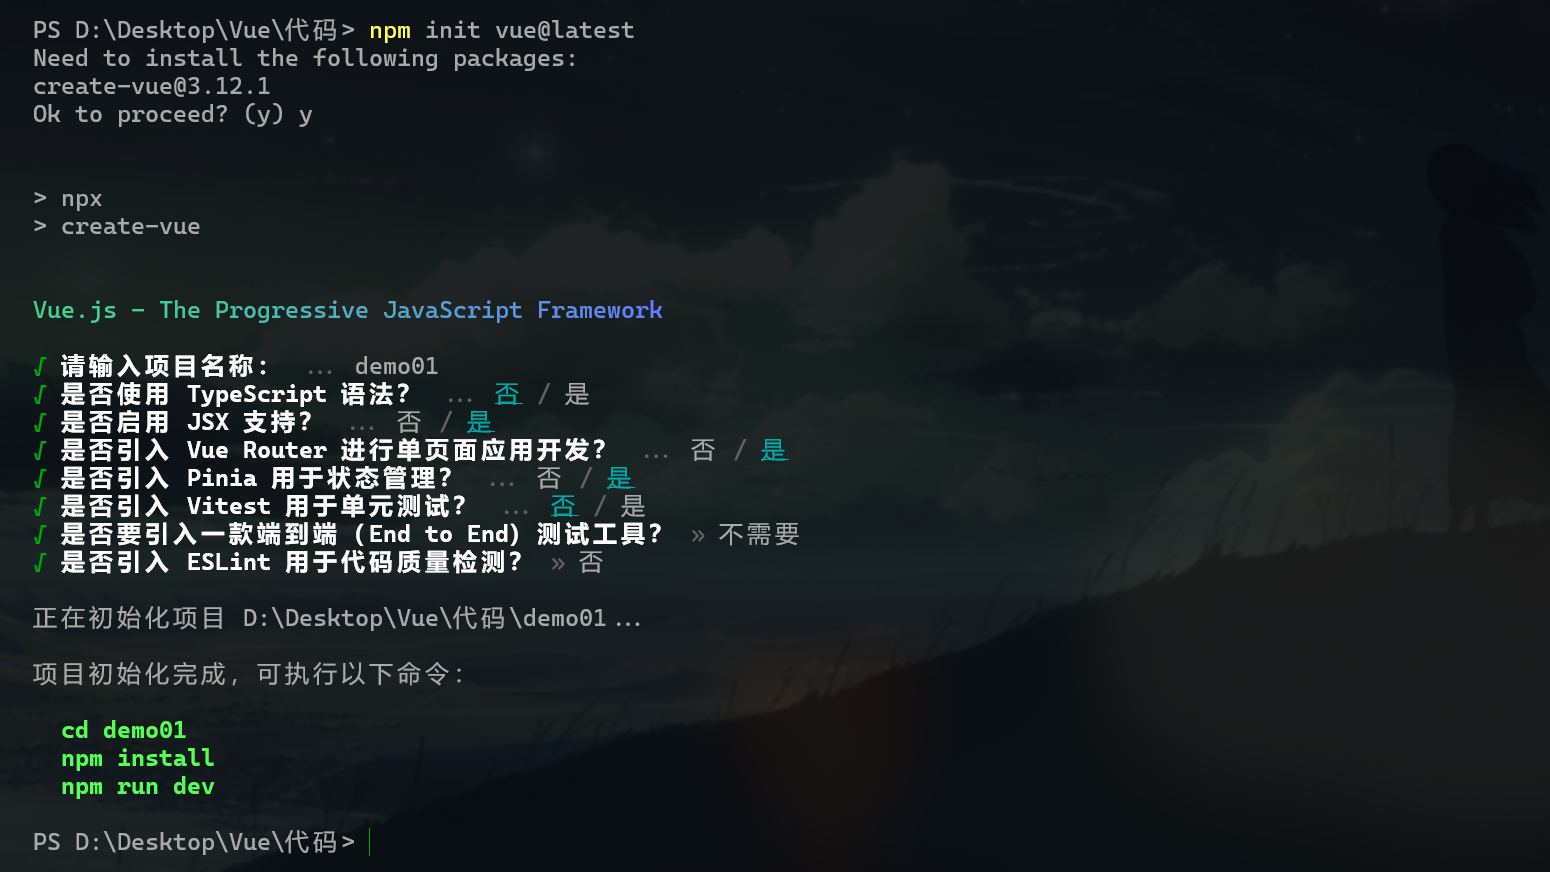 PS D:\Desktop\Vue\代码> npm init vue@latest
Need to install the following packages:
create-vue@3.12.1
Ok to proceed? (y) y
> npx
> create-vue
Vue.js - The Progressive JavaScript Framework
√ 请输入项目名称： ... demo01
√ 是否使用 TypeScript 语法？ ... 否 / 是
√ 是否启用 JSX 支持？ ... 否 / 是
√ 是否引入 Vue Router 进行单页面应用开发？ ... 否 / 是
√ 是否引入 Pinia 用于状态管理？ ... 否 / 是
√ 是否引入 Vitest 用于单元测试？ ... 否 / 是
√ 是否要引入一款端到端（End to End）测试工具？ » 不需要
√ 是否引入 ESLint 用于代码质量检测？ » 否
正在初始化项目 D:\Desktop\Vue\代码\demo01...
项目初始化完成，可执行以下命令：
cd demo01
npm install
npm run dev
PS D:\Desktop\Vue\代码>